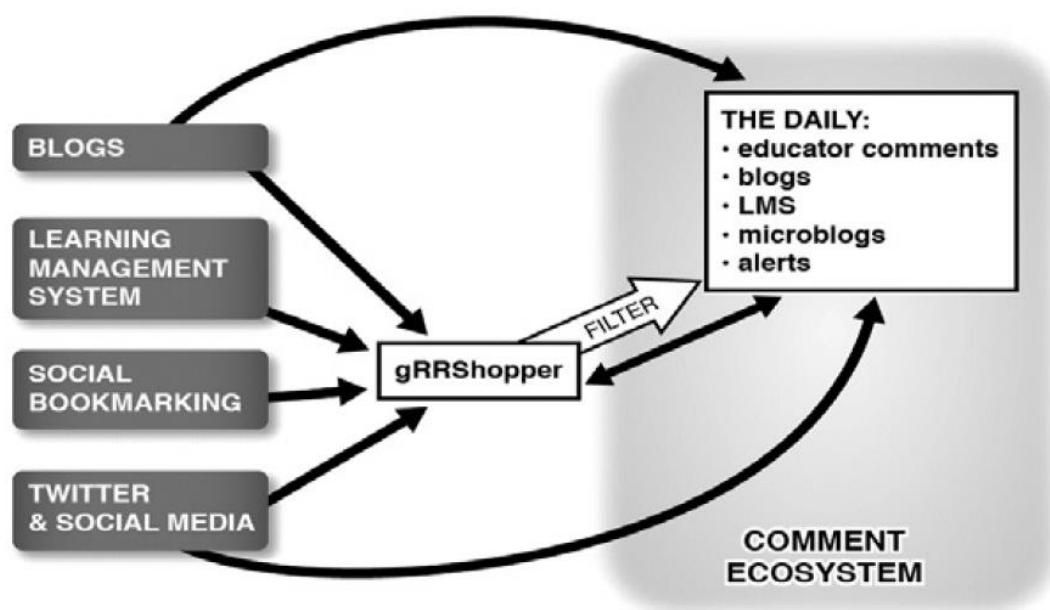 BLOGS
LEARNING
MANAGEMENT
SYSTEM
SOCIAL
BOOKMARKING
TWITTER
& SOCIAL MEDIA
gRRShopper
FILTER
THE DAILY:
· educator comments
· blogs
· LMS
· microblogs
· alerts
COMMENT
ECOSYSTEM